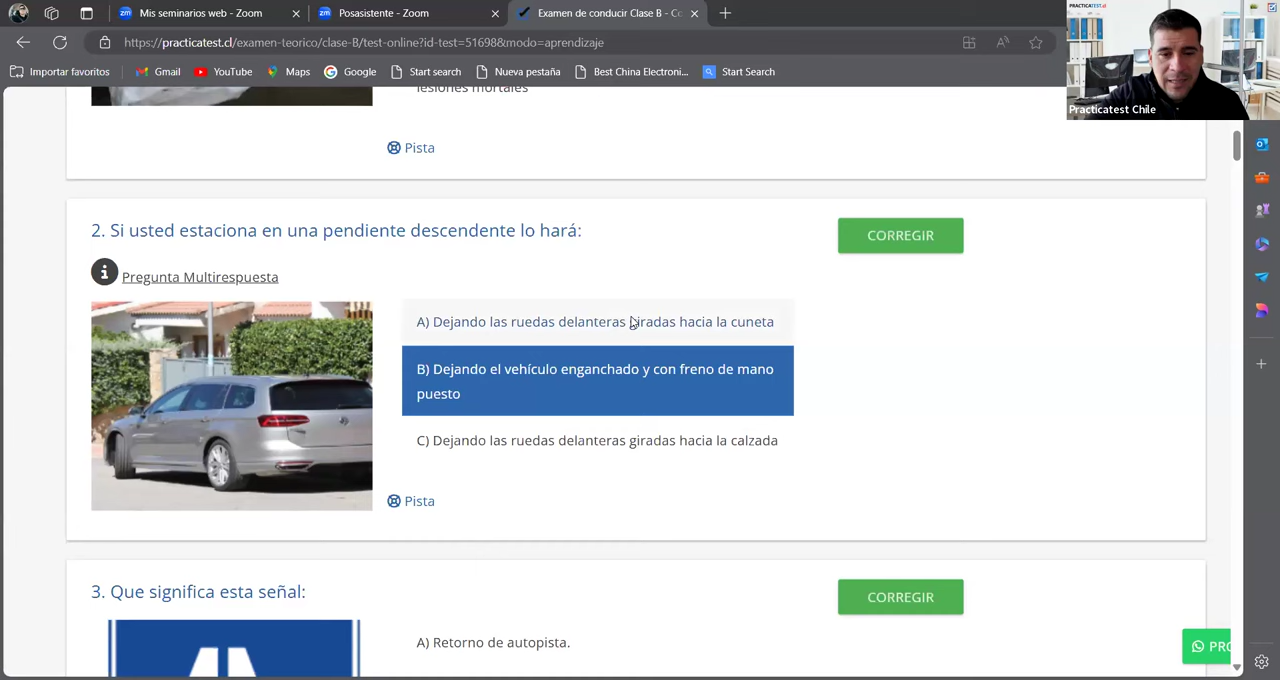 Mis seminarios web - Zoom
Posasistente - Zoom
Examen de conducir Clase B - Co
https://practicatest.cl/examen-teorico/clase-B/test-online?id-test=51698&modo=aprendizaje
Importar favoritos
Gmail
YouTube
Maps
Google
Start search
Nueva pestaña
Best China Electroni...
Start Search
PRACTICATEST.cl
Practicatest Chile
lesiones mortales
Pista
2. Si usted estaciona en una pendiente descendente lo hará:
CORREGIR
Pregunta Multirespuesta
A) Dejando las ruedas delanteras giradas hacia la cuneta
B) Dejando el vehículo enganchado y con freno de mano
puesto
C) Dejando las ruedas delanteras giradas hacia la calzada
Pista
3. Que significa esta señal:
CORREGIR
A) Retorno de autopista.
PRO